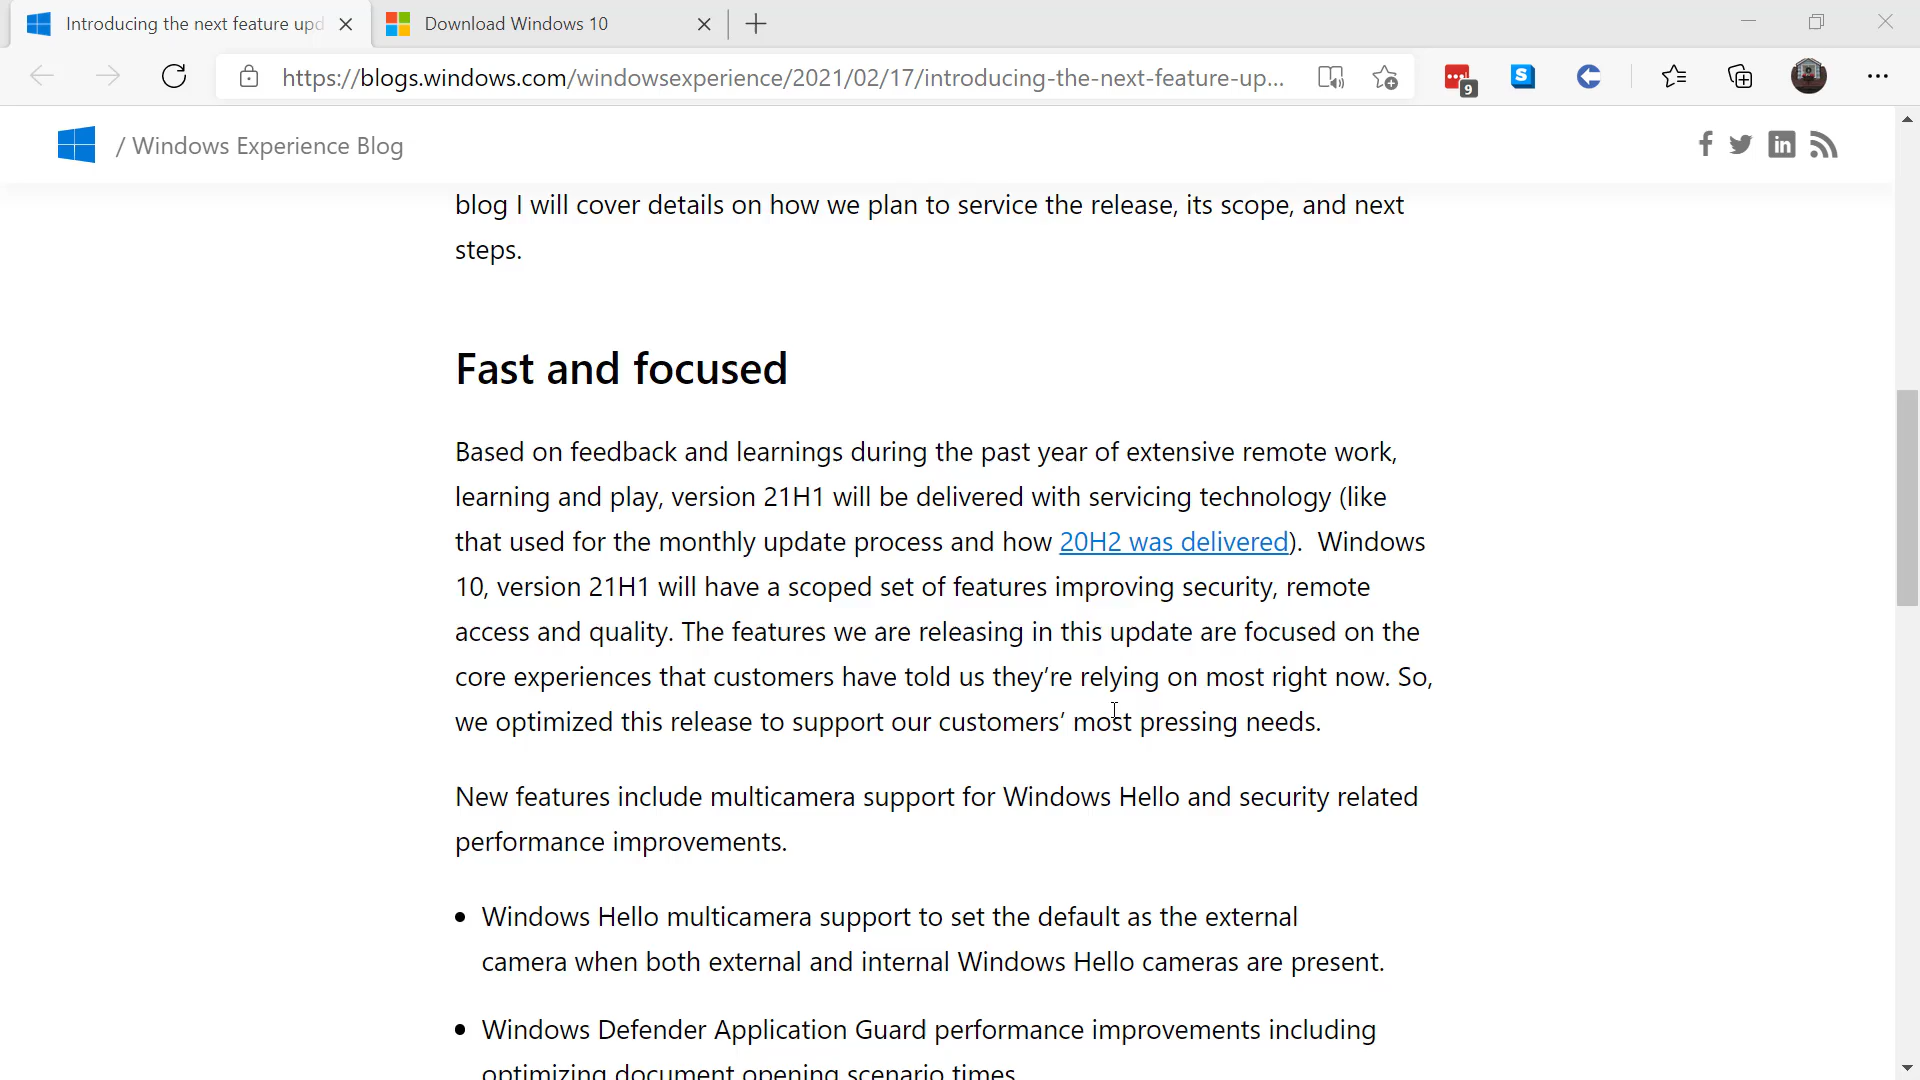 Introducing the next feature upd
Download Windows 10
https://blogs.windows.com/windowsexperience/2021/02/17/introducing-the-next-feature-up...
9
S
/ Windows Experience Blog
blog I will cover details on how we plan to service the release, its scope, and next
steps.
Fast and focused
Based on feedback and learnings during the past year of extensive remote work,
learning and play, version 21H1 will be delivered with servicing technology (like
that used for the monthly update process and how 20H2 was delivered).  Windows
10, version 21H1 will have a scoped set of features improving security, remote
access and quality. The features we are releasing in this update are focused on the
core experiences that customers have told us they’re relying on most right now. So,
we optimized this release to support our customers’ most pressing needs.
New features include multicamera support for Windows Hello and security related
performance improvements.
• Windows Hello multicamera support to set the default as the external
camera when both external and internal Windows Hello cameras are present.
• Windows Defender Application Guard performance improvements including
optimizing document opening scenario times.